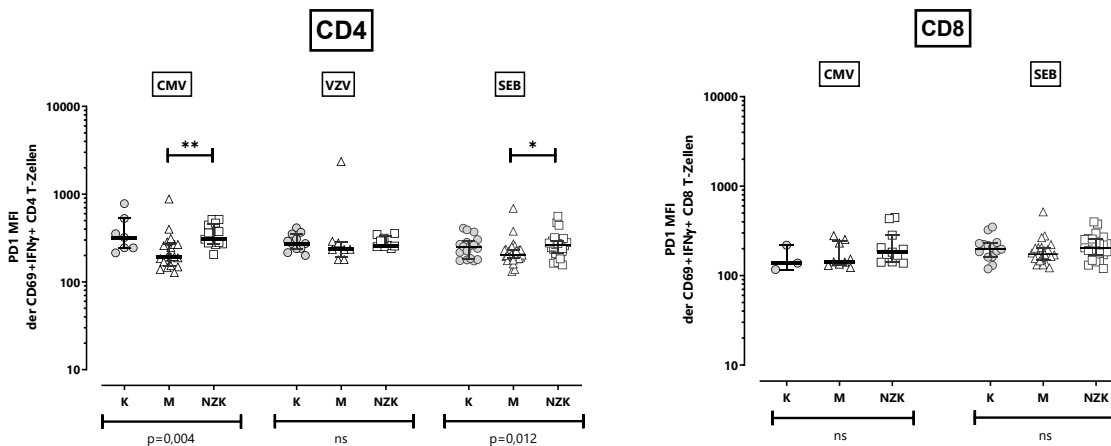 CD4
CD8
CMV
VZV
SEB
CMV
SEB
PD1 MFI
der CD69+IFNγ+ CD4 T-Zellen
10000
1000
100
10
**
*
K M NZK K M NZK K M NZK
p=0,004 ns p=0,012
PD1 MFI
der CD69+IFNγ+ CD8 T-Zellen
10000
1000
100
10
K M NZK K M NZK
ns ns